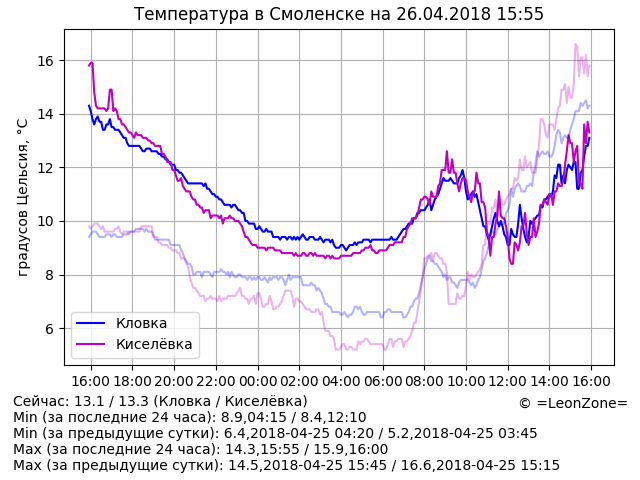 Температура в Смоленске на 26.04.2018 15:55
градусов Цельсия, °C
16
14
12
10
8
6
Кловка
Киселёвка
16:00 18:00 20:00 22:00 00:00 02:00 04:00 06:00 08:00 10:00 12:00 14:00 16:00
Сейчас: 13.1 / 13.3 (Кловка / Киселёвка)
© =LeonZone=
Min (за последние 24 часа): 8.9,04:15 / 8.4,12:10
Min (за предыдущие сутки): 6.4,2018-04-25 04:20 / 5.2,2018-04-25 03:45
Max (за последние 24 часа): 14.3,15:55 / 15.9,16:00
Max (за предыдущие сутки): 14.5,2018-04-25 15:45 / 16.6,2018-04-25 15:15